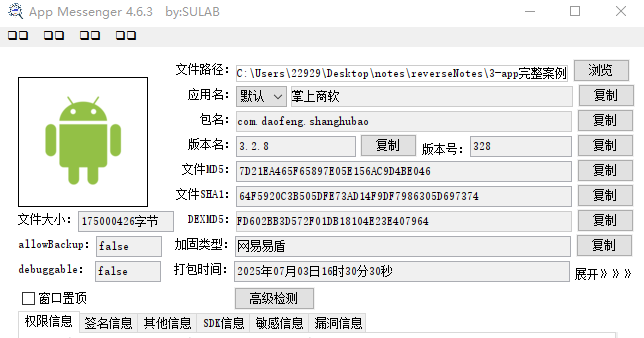 App Messenger 4.6.3 by:SULAB
文件路径: C:\Users\22929\Desktop\notes\reverseNotes\3-app完整案例 浏览
应用名: 默认 掌上商软 复制
包名: com.daofeng.shanghubao 复制
版本名: 3.2.8 复制 版本号: 328 复制
文件MD5: 7D21EA465F65897E05E156AC9D4BE046 复制
文件SHA1: 64F5920C3B505DFE73AD14F9DF7986305D697374 复制
文件大小: 175000426字节 DEXMD5: FD602BB3D572F01DB18104E23E407964 复制
allowBackup: false 加固类型: 网易易盾 复制
debuggable: false 打包时间: 2025年07月03日16时30分30秒 展开》》》
窗口置顶 高级检测
权限信息 签名信息 其他信息 SDK信息 敏感信息 漏洞信息